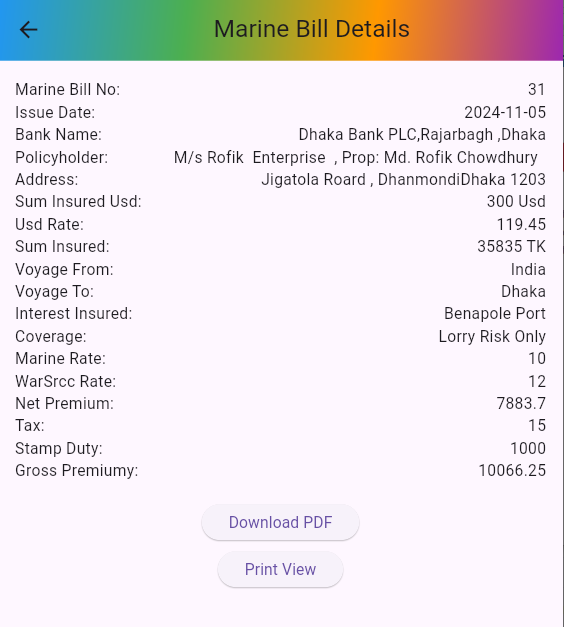 Marine Bill Details
Marine Bill No: 31
Issue Date: 2024-11-05
Bank Name: Dhaka Bank PLC,Rajarbagh ,Dhaka
Policyholder: M/s Rofik  Enterprise  , Prop: Md. Rofik Chowdhury
Address: Jigatola Roard , DhanmondiDhaka 1203
Sum Insured Usd: 300 Usd
Usd Rate: 119.45
Sum Insured: 35835 TK
Voyage From: India
Voyage To: Dhaka
Interest Insured: Benapole Port
Coverage: Lorry Risk Only
Marine Rate: 10
WarSrcc Rate: 12
Net Premium: 7883.7
Tax: 15
Stamp Duty: 1000
Gross Premiumy: 10066.25
Download PDF
Print View